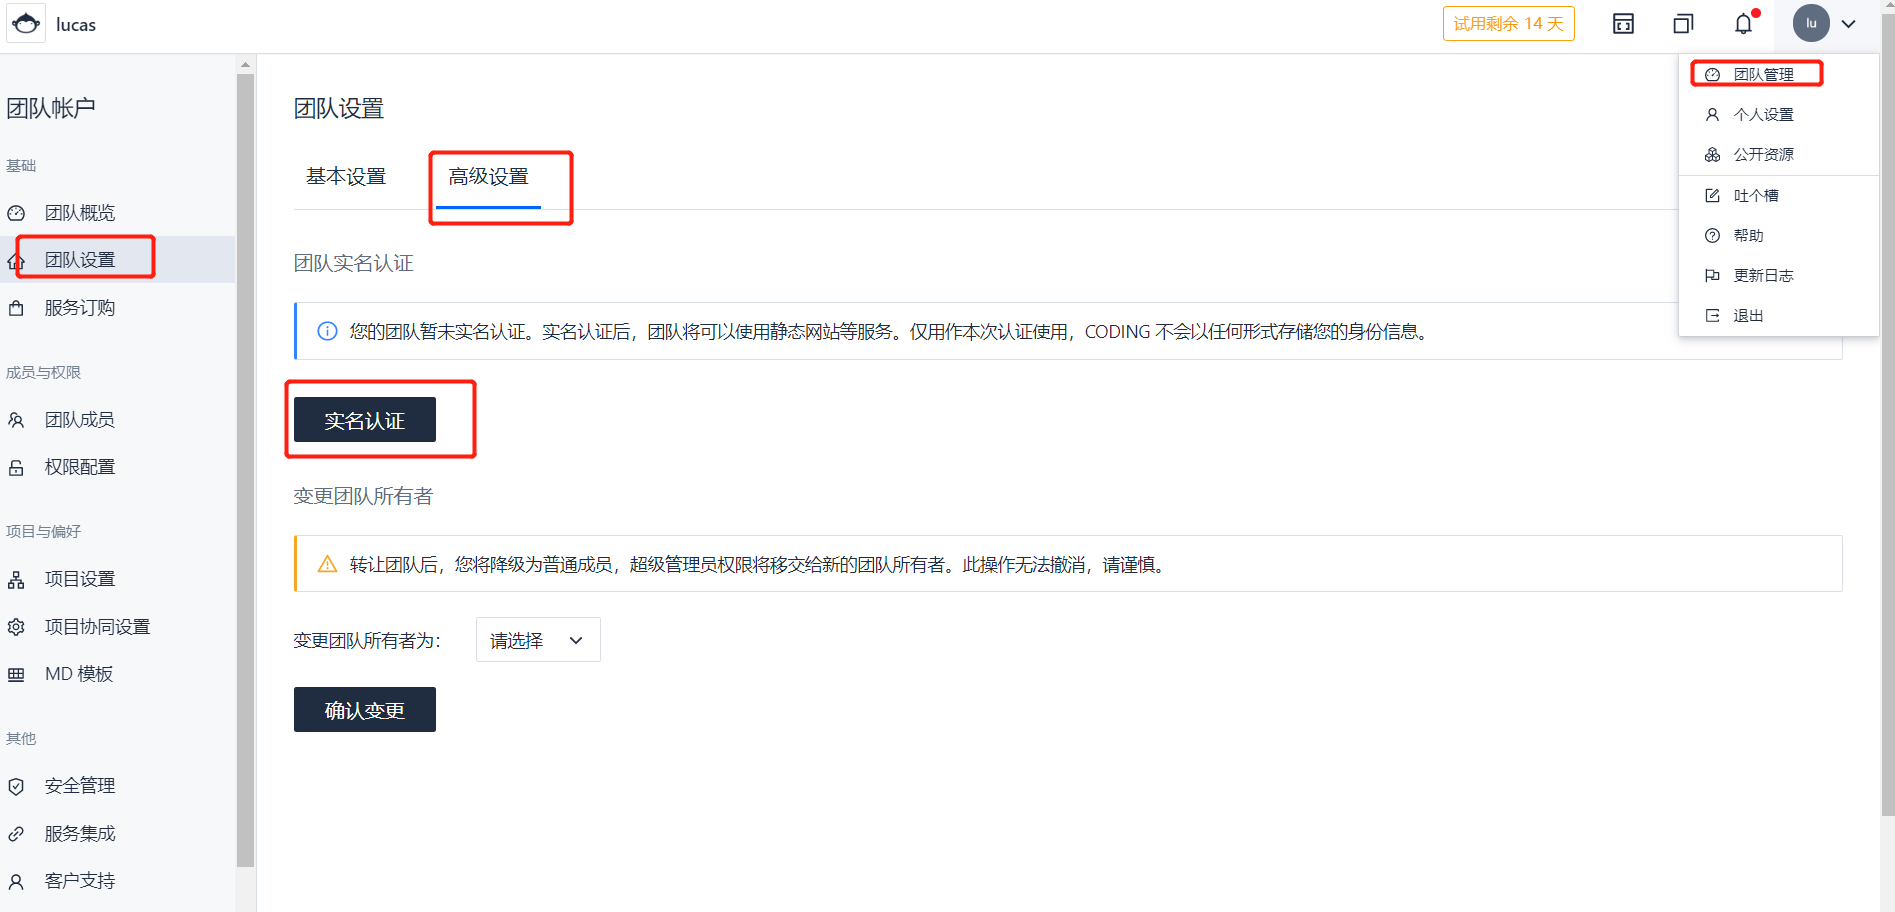 lucas
试用剩余 14 天
lu
团队管理
个人设置
公开资源
吐个槽
帮助
更新日志
退出
团队帐户
基础
团队概览
团队设置
服务订购
成员与权限
团队成员
权限配置
项目与偏好
项目设置
项目协同设置
MD 模板
其他
安全管理
服务集成
客户支持
团队设置
基本设置
高级设置
团队实名认证
您的团队暂未实名认证。实名认证后，团队将可以使用静态网站等服务。仅用作本次认证使用，CODING 不会以任何形式存储您的身份信息。
实名认证
变更团队所有者
转让团队后，您将降级为普通成员，超级管理员权限将移交给新的团队所有者。此操作无法撤消，请谨慎。
变更团队所有者为：
请选择
确认变更